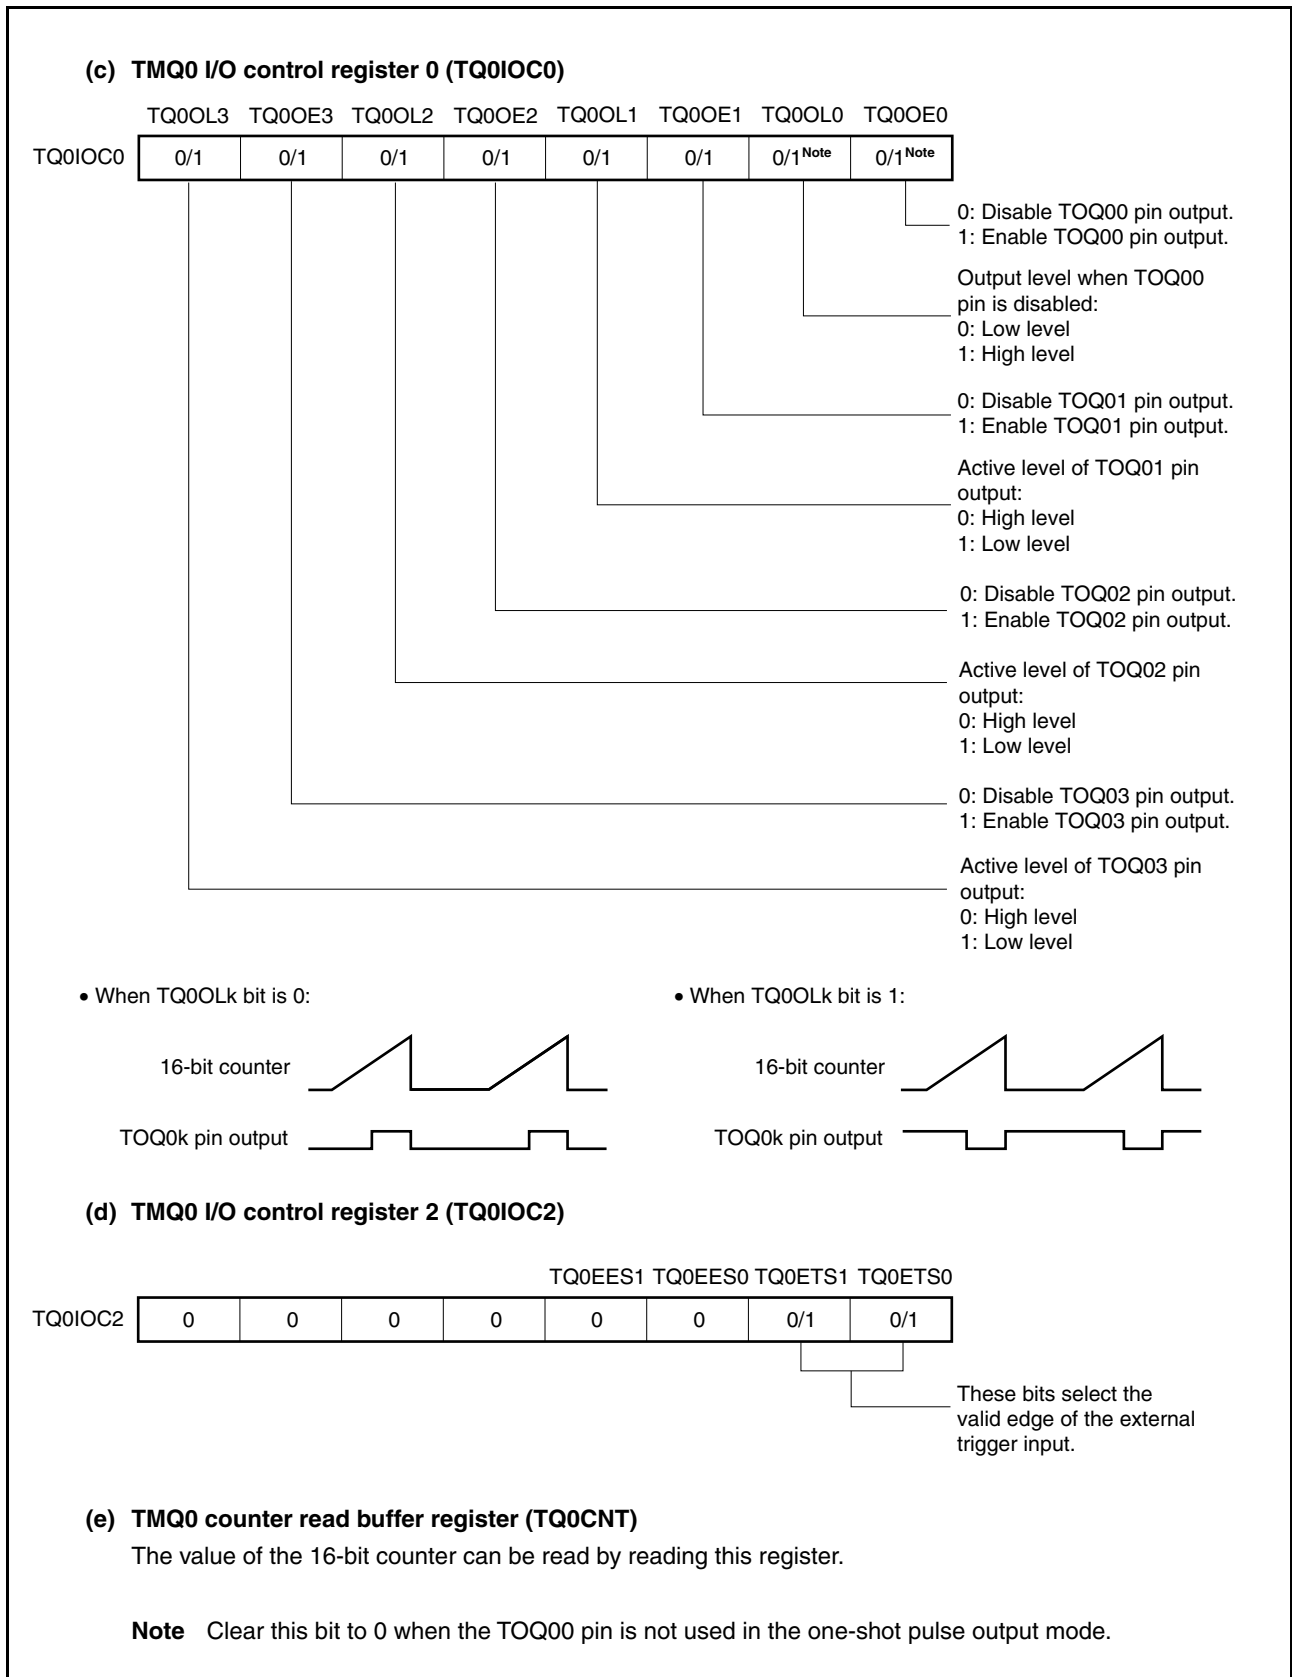 (c) TMQ0 I/O control register 0 (TQ0IOC0)
TQ0OL3 TQ0OE3 TQ0OL2 TQ0OE2 TQ0OL1 TQ0OE1 TQ0OL0 TQ0OE0
TQ0IOC0 0/1 0/1 0/1 0/1 0/1 0/1 0/1Note 0/1Note
0: Disable TOQ00 pin output.
1: Enable TOQ00 pin output.
Output level when TOQ00
pin is disabled:
0: Low level
1: High level
0: Disable TOQ01 pin output.
1: Enable TOQ01 pin output.
Active level of TOQ01 pin
output:
0: High level
1: Low level
0: Disable TOQ02 pin output.
1: Enable TOQ02 pin output.
Active level of TOQ02 pin
output:
0: High level
1: Low level
0: Disable TOQ03 pin output.
1: Enable TOQ03 pin output.
Active level of TOQ03 pin
output:
0: High level
1: Low level
• When TQ0OLk bit is 0:
16-bit counter
TOQ0k pin output
• When TQ0OLk bit is 1:
16-bit counter
TOQ0k pin output
(d) TMQ0 I/O control register 2 (TQ0IOC2)
TQ0EES1 TQ0EES0 TQ0ETS1 TQ0ETS0
TQ0IOC2 0 0 0 0 0 0 0/1 0/1
These bits select the
valid edge of the external
trigger input.
(e) TMQ0 counter read buffer register (TQ0CNT)
The value of the 16-bit counter can be read by reading this register.
Note Clear this bit to 0 when the TOQ00 pin is not used in the one-shot pulse output mode.